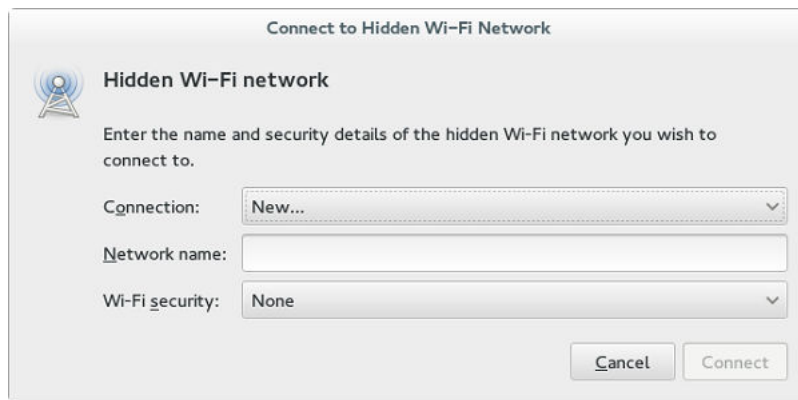 Connect to Hidden Wi-Fi Network
Hidden Wi-Fi network
Enter the name and security details of the hidden Wi-Fi network you wish to
connect to.
Connection: New...
Network name:
Wi-Fi security: None
Cancel Connect